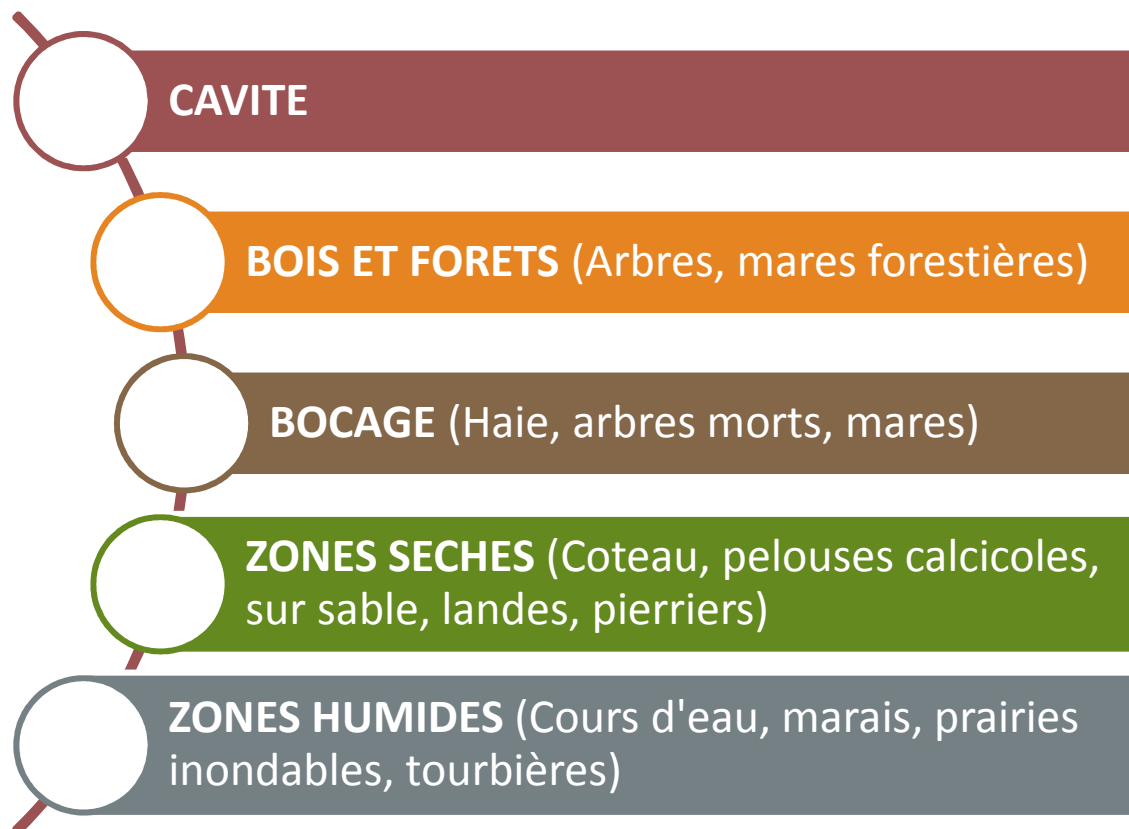 CAVITE
BOIS ET FORETS (Arbres, mares forestières)
BOCAGE (Haie, arbres morts, mares)
ZONES SECHES (Coteau, pelouses calcicoles,
sur sable, landes, pierriers)
ZONES HUMIDES (Cours d'eau, marais, prairies
inondables, tourbières)